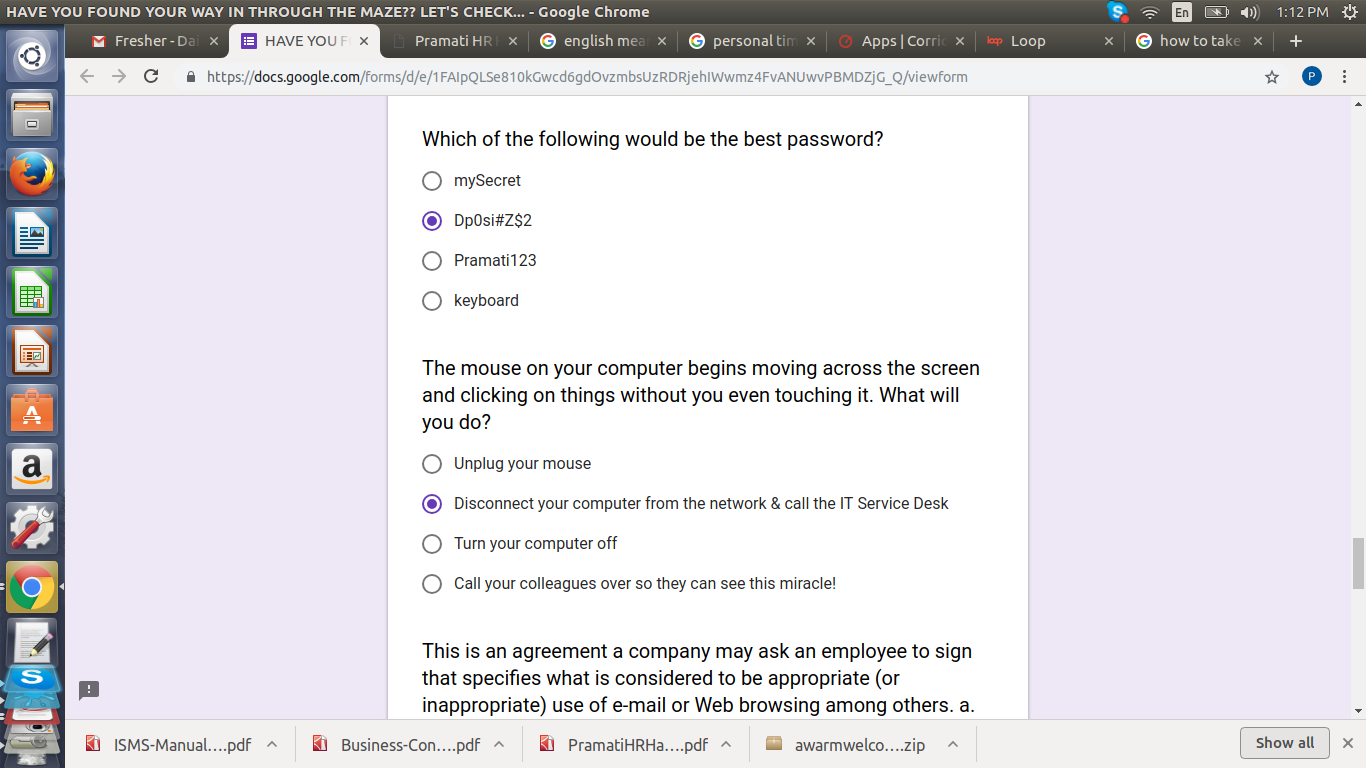 HAVE YOU FOUND YOUR WAY IN THROUGH THE MAZE?? LET'S CHECK... - Google Chrome
En
1:12 PM
Fresher - Dai
HAVE YOU F
Pramati HR
english mea
personal tim
Apps | Corri
loop Loop
how to take
https://docs.google.com/forms/d/e/1FAIpQLSe810kGwcd6gdOvzmbsUzRDRjehIWwmz4FvANUwvPBMDZjG_Q/viewform
P
Which of the following would be the best password?
mySecret
Dp0si#Z$2
Pramati123
keyboard
The mouse on your computer begins moving across the screen
and clicking on things without you even touching it. What will
you do?
Unplug your mouse
Disconnect your computer from the network & call the IT Service Desk
Turn your computer off
Call your colleagues over so they can see this miracle!
This is an agreement a company may ask an employee to sign
that specifies what is considered to be appropriate (or
inappropriate) use of e-mail or Web browsing among others. a.
ISMS-Manual....pdf
Business-Con....pdf
PramatiHRHa....pdf
awarmwelco....zip
Show all